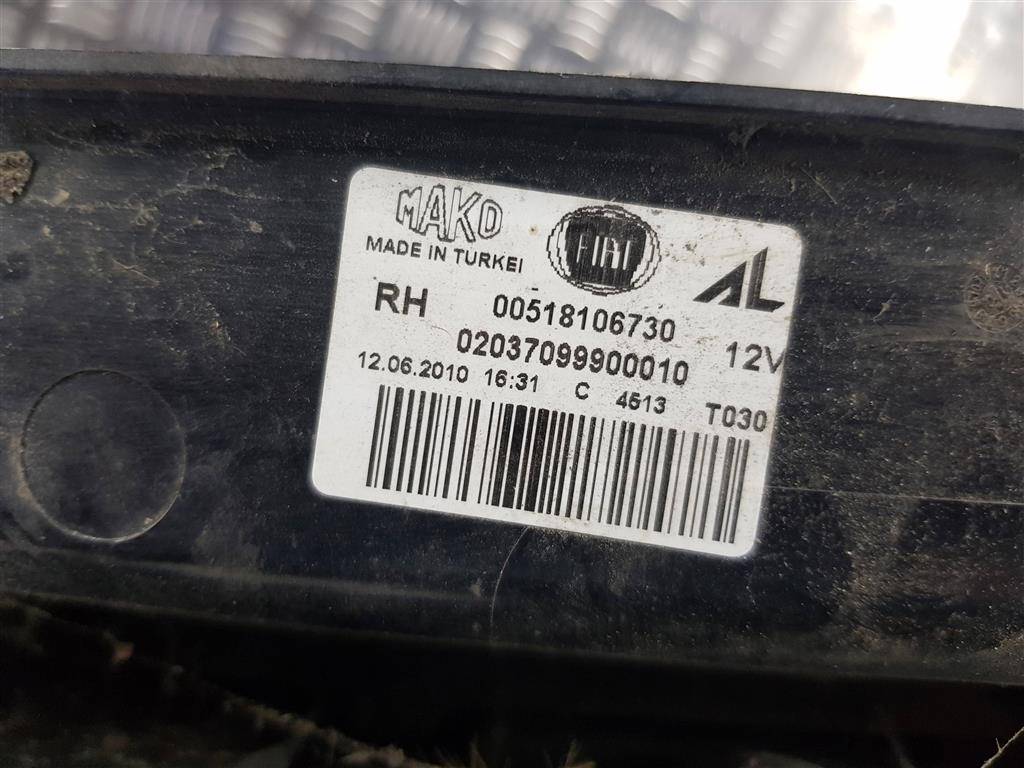 MAKO
MADE IN TURKEI
FIAT
AL
RH 00518106730
02037099900010 12V
12.06.2010 16:31 C 4513 T030